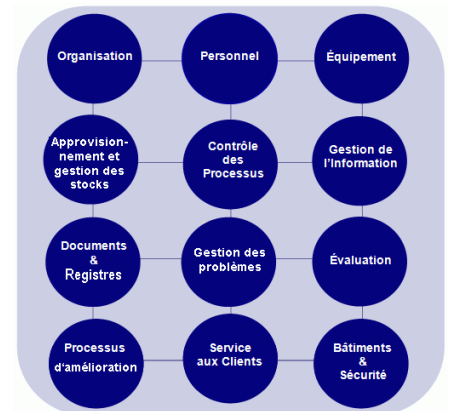 Organisation
Personnel
Équipement
Approvision-
nement et
gestion des
stocks
Contrôle
des
Processus
Gestion de
l'Information
Documents
&
Registres
Gestion des
problèmes
Évaluation
Processus
d'amélioration
Service
aux Clients
Bâtiments
&
Sécurité